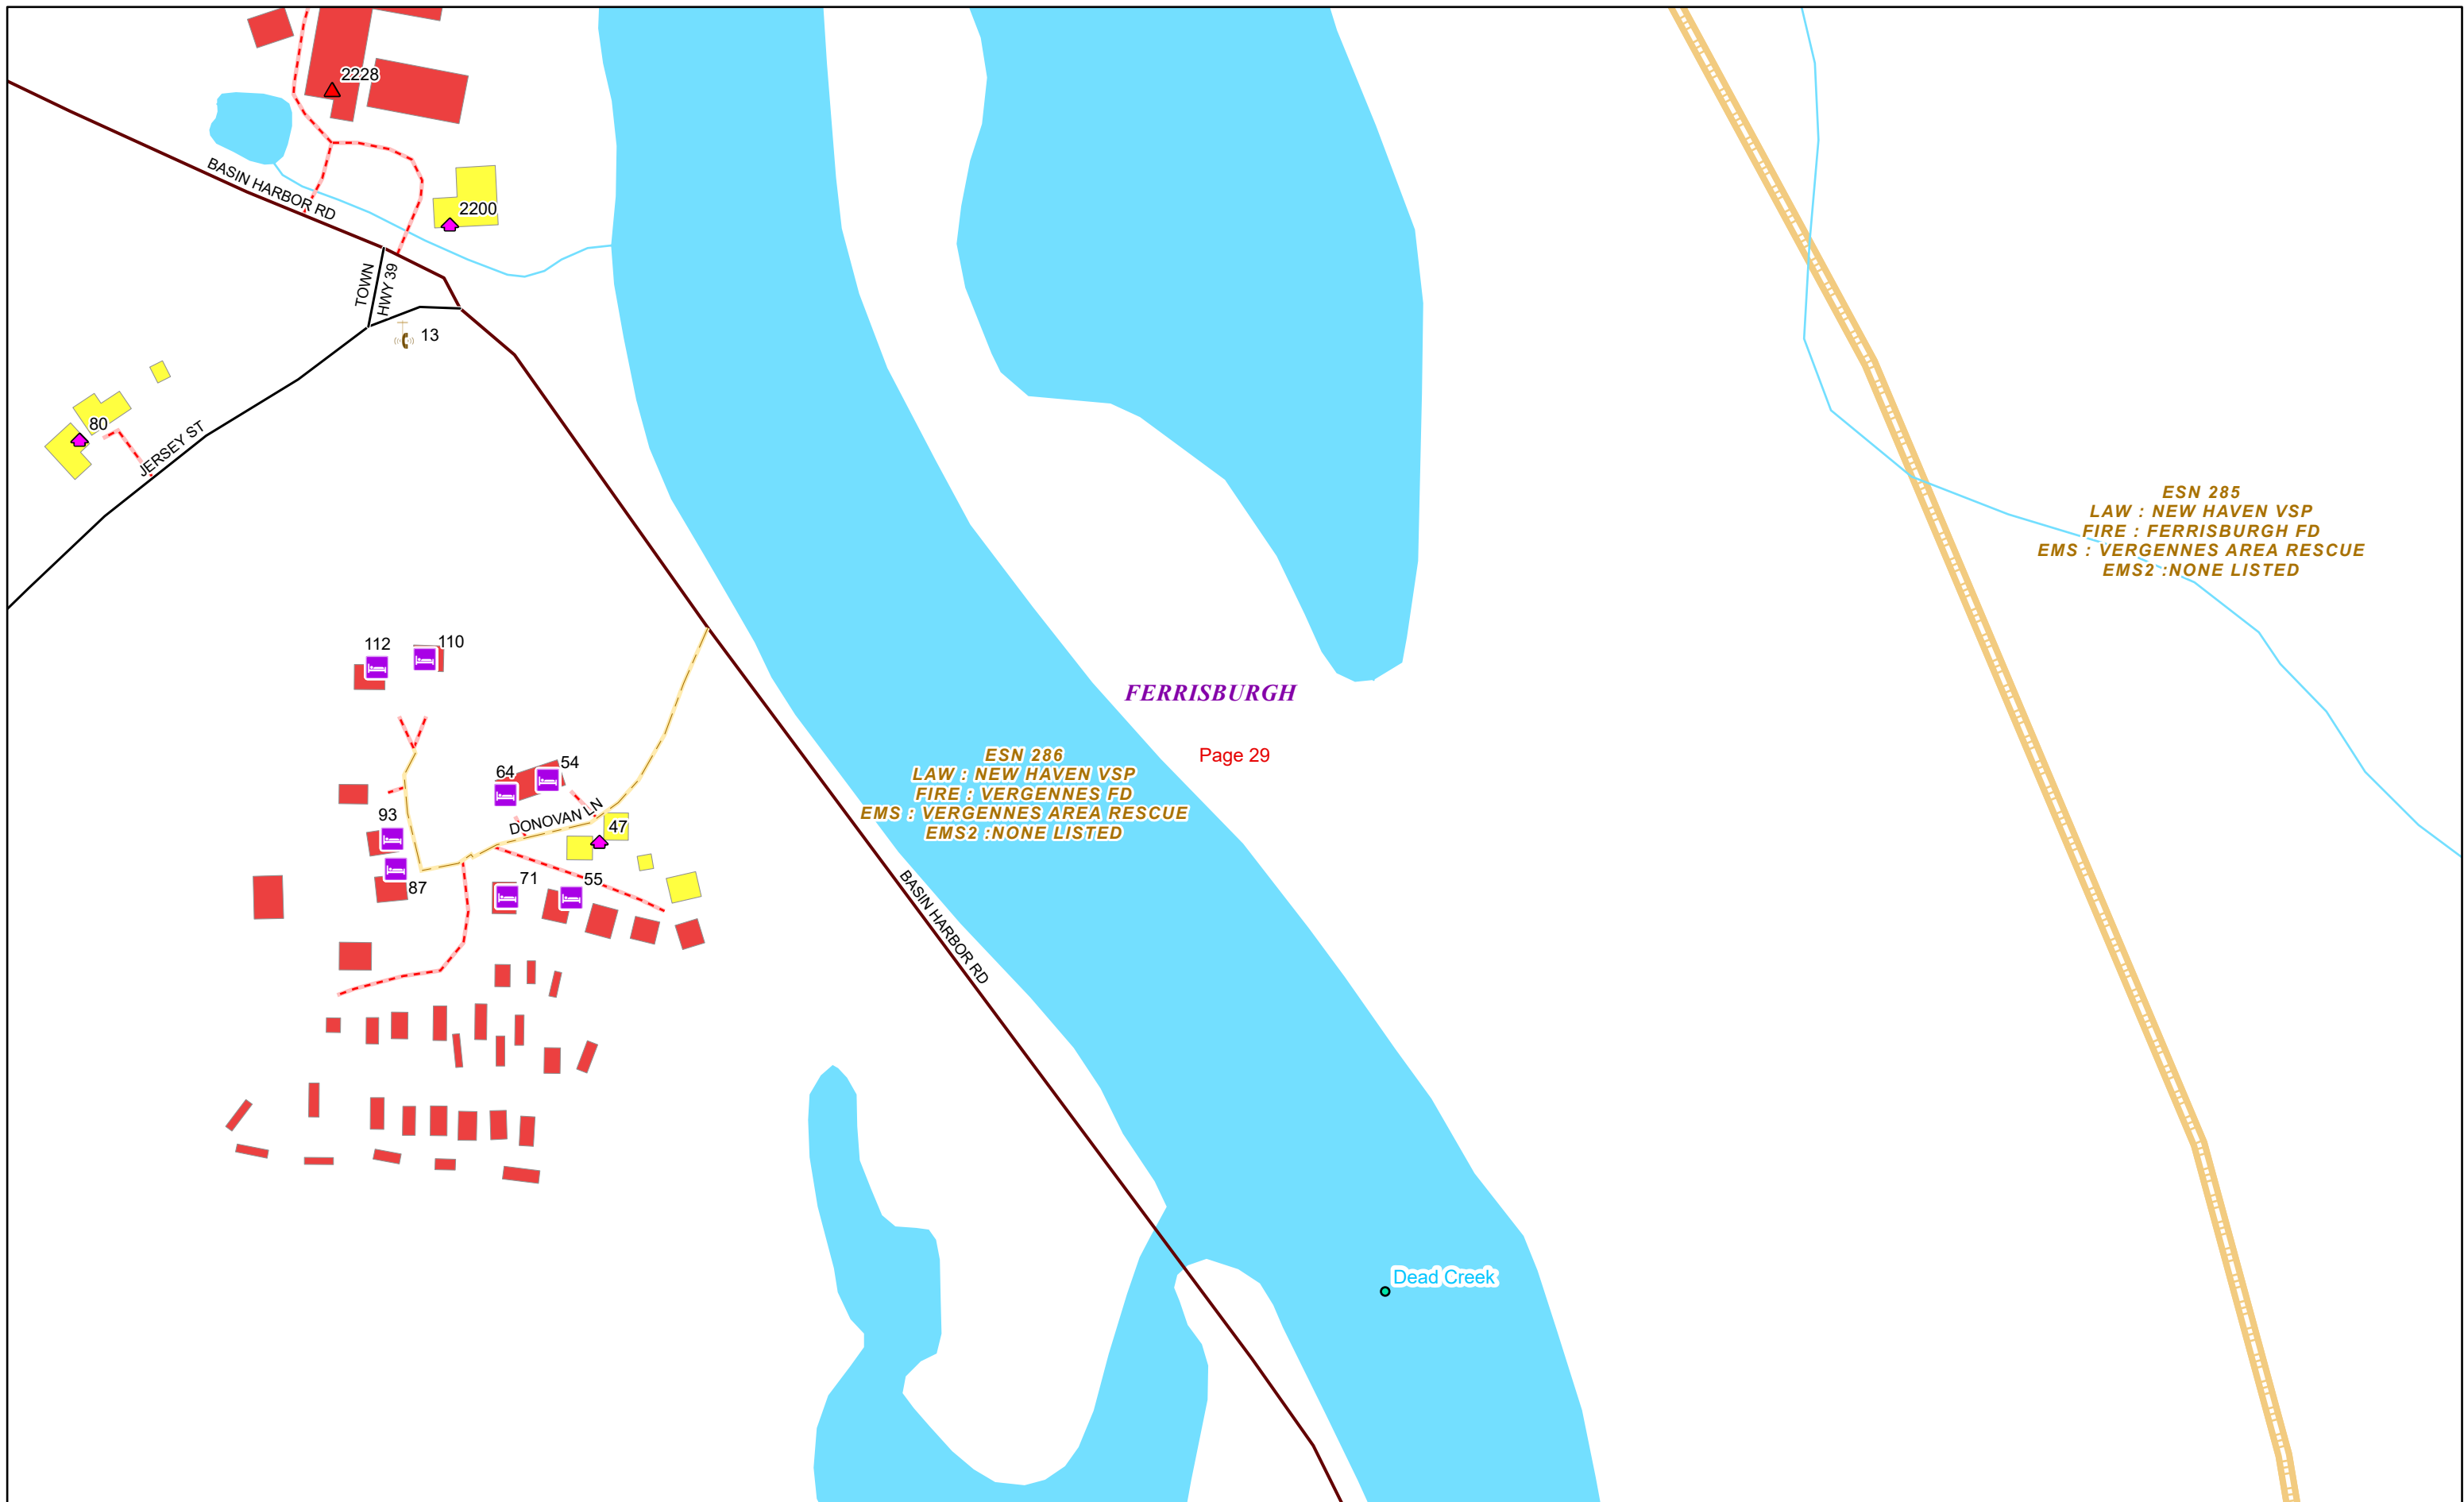 2228
BASIN HARBOR RD
2200
TOWN
HWY 39
13
80
JERSEY ST
ESN 285
LAW : NEW HAVEN VSP
FIRE : FERRISBURGH FD
EMS : VERGENNES AREA RESCUE
EMS2 :NONE LISTED
112
110
FERRISBURGH
Page 29
ESN 286
LAW : NEW HAVEN VSP
FIRE : VERGENNES FD
EMS : VERGENNES AREA RESCUE
EMS2 :NONE LISTED
64
54
93
DONOVAN LN
47
87
71
55
BASIN HARBOR RD
Dead Creek